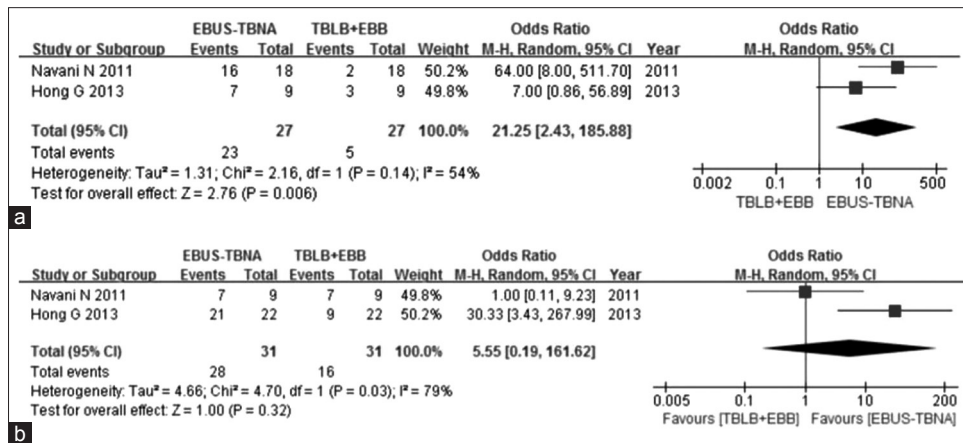 EBUS-TBNA TBLB+EBB Odds Ratio Odds Ratio
Study or Subgroup Events Total Events Total Weight M-H, Random, 95% CI Year M-H, Random, 95% CI
Navani N 2011 16 18 2 18 50.2% 64.00 [8.00, 511.70] 2011
Hong G 2013 7 9 3 9 49.8% 7.00 [0.86, 56.89] 2013
Total (95% CI) 27 27 100.0% 21.25 [2.43, 185.88]
Total events 23 5
Heterogeneity: Tau² = 1.31; Chi² = 2.16, df = 1 (P = 0.14); I² = 54%
Test for overall effect: Z = 2.76 (P = 0.006)
0.002 0.1 1 10 500
TBLB+EBB EBUS-TBNA
a
EBUS-TBNA TBLB+EBB Odds Ratio Odds Ratio
Study or Subgroup Events Total Events Total Weight M-H, Random, 95% CI Year M-H, Random, 95% CI
Navani N 2011 7 9 7 9 49.8% 1.00 [0.11, 9.23] 2011
Hong G 2013 21 22 9 22 50.2% 30.33 [3.43, 267.99] 2013
Total (95% CI) 31 31 100.0% 5.55 [0.19, 161.62]
Total events 28 16
Heterogeneity: Tau² = 4.66; Chi² = 4.70, df = 1 (P = 0.03); I² = 79%
Test for overall effect: Z = 1.00 (P = 0.32)
0.005 0.1 1 10 200
Favours [TBLB+EBB] Favours [EBUS-TBNA]
b